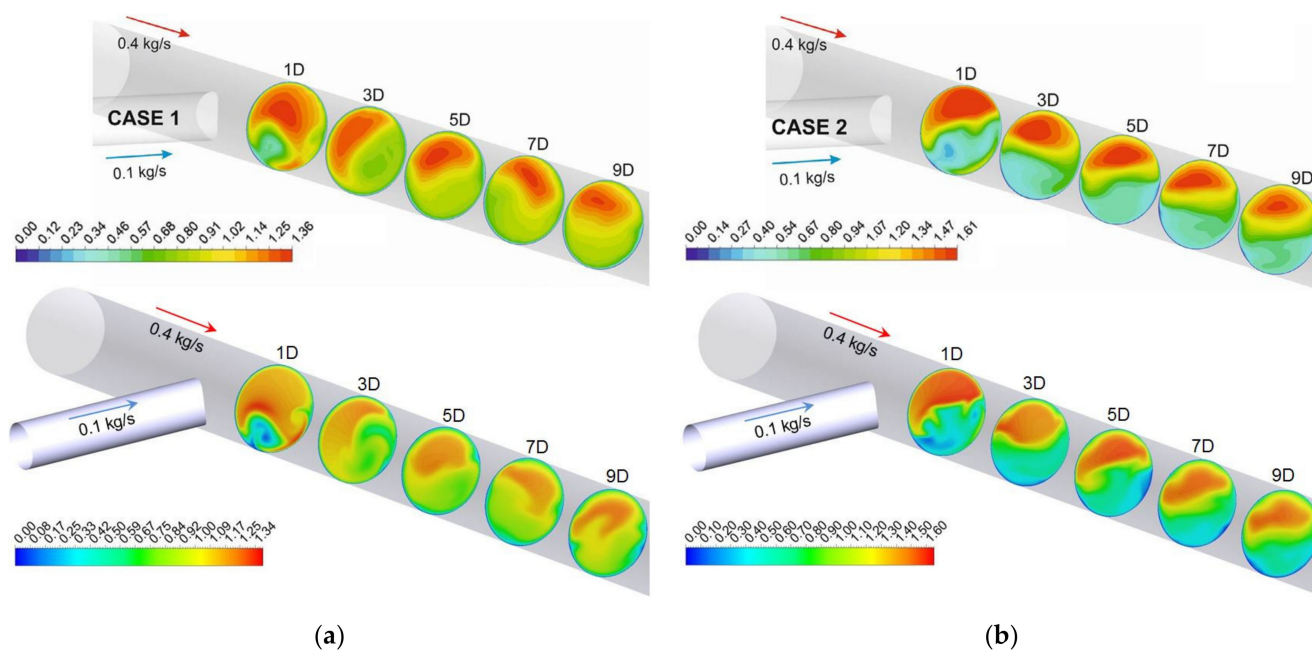 0.4 kg/s
1D
3D
CASE 1
5D
7D
0.1 kg/s
9D
0.00 0.12 0.23 0.34 0.46 0.57 0.68 0.80 0.91 1.02 1.14 1.25 1.36
0.4 kg/s
1D
3D
0.1 kg/s
5D
7D
9D
0.00 0.08 0.17 0.25 0.33 0.42 0.50 0.59 0.67 0.75 0.84 0.92 1.00 1.09 1.17 1.25 1.34
(a)
0.4 kg/s
1D
3D
CASE 2
5D
7D
0.1 kg/s
9D
0.00 0.14 0.27 0.40 0.54 0.67 0.80 0.94 1.07 1.20 1.34 1.47 1.61
0.4 kg/s
1D
3D
0.1 kg/s
5D
7D
9D
0.00 0.10 0.20 0.30 0.40 0.50 0.60 0.70 0.80 0.90 1.00 1.10 1.20 1.30 1.40 1.50 1.60
(b)